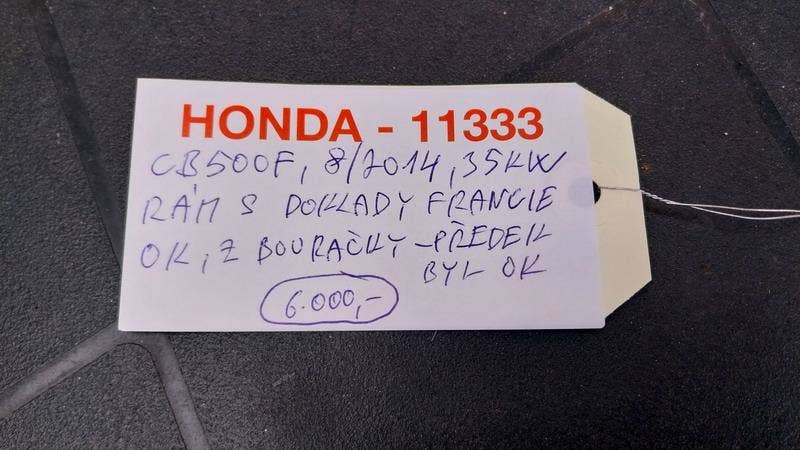 HONDA - 11333
CB500F, 8/2014, 35KW
RÁM S DOKLADY FRANCIE
OK, Z BOURAČKY - PŘEDEK
BYL OK
6.000,-